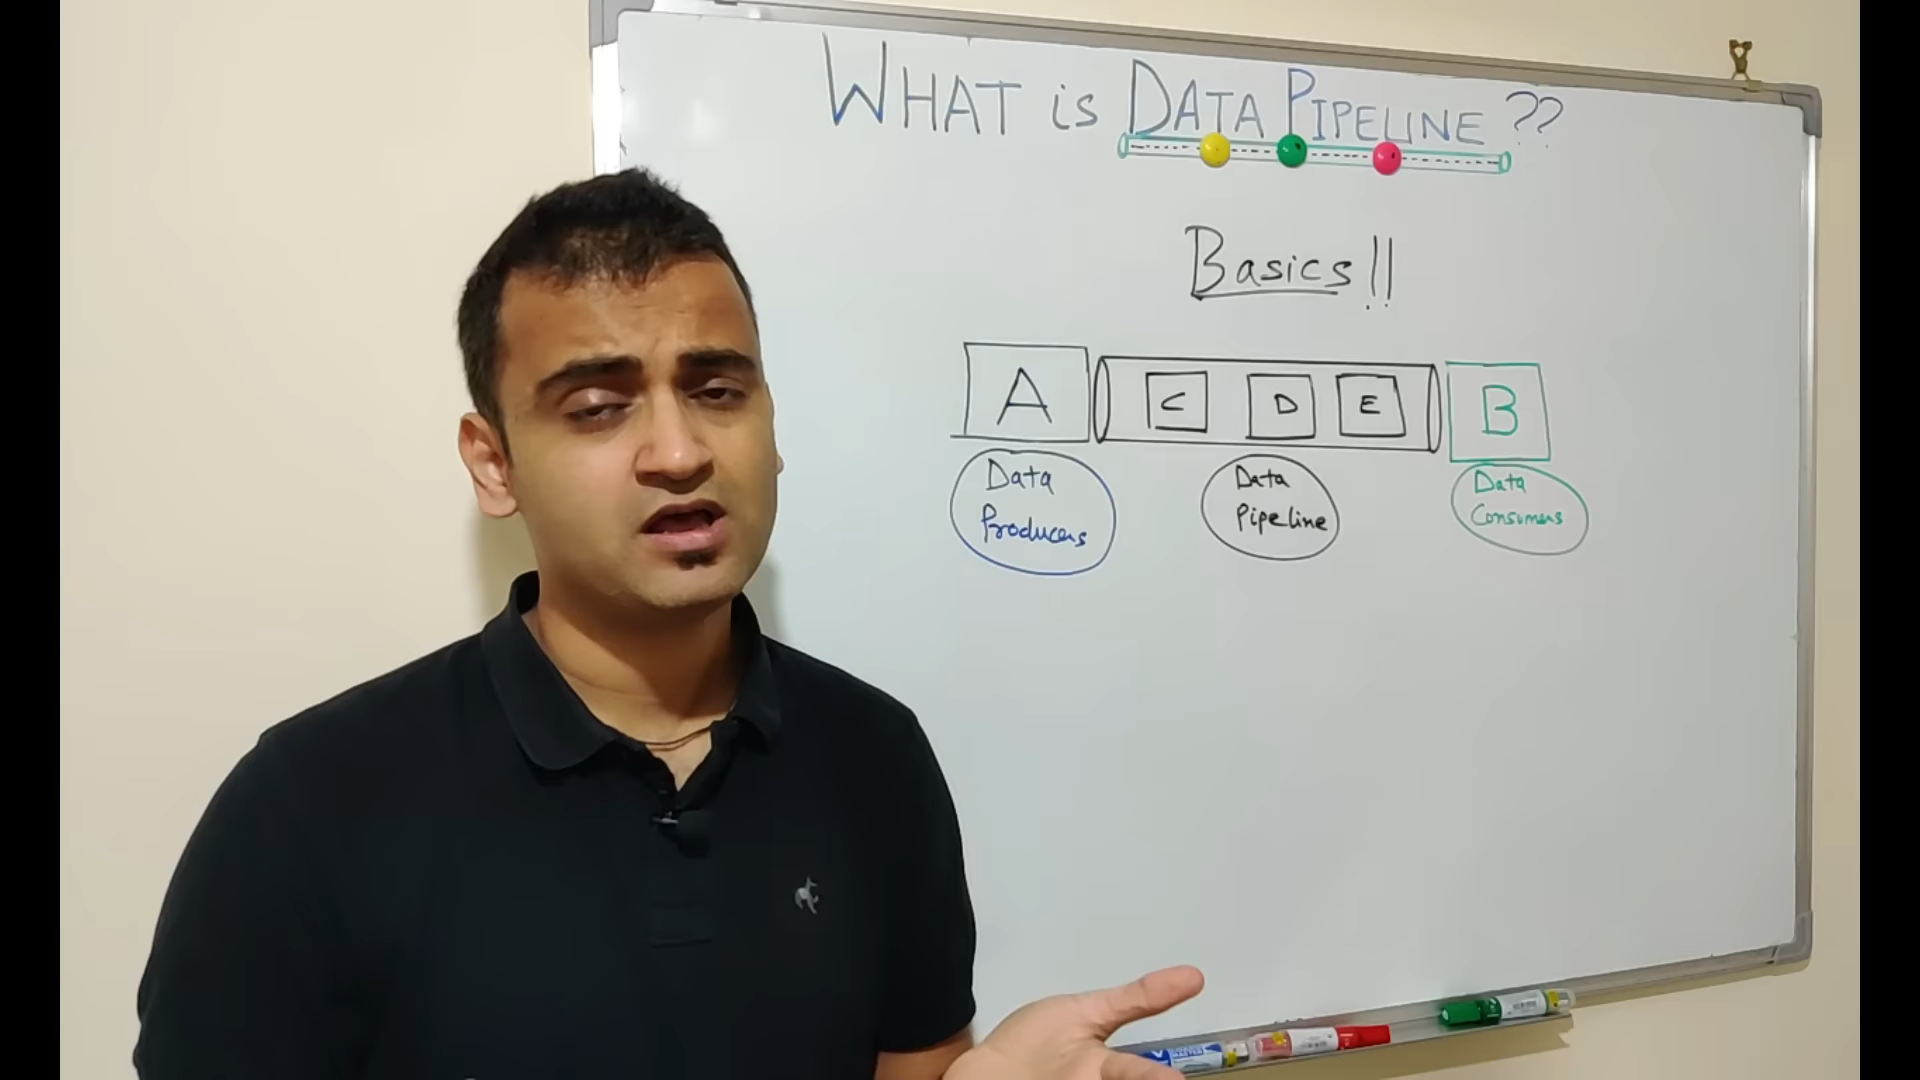 WHAT is DATA PIPELINE ??
Basics!!
A C D E B
Data
Producers
Data
Pipeline
Data
Consumers